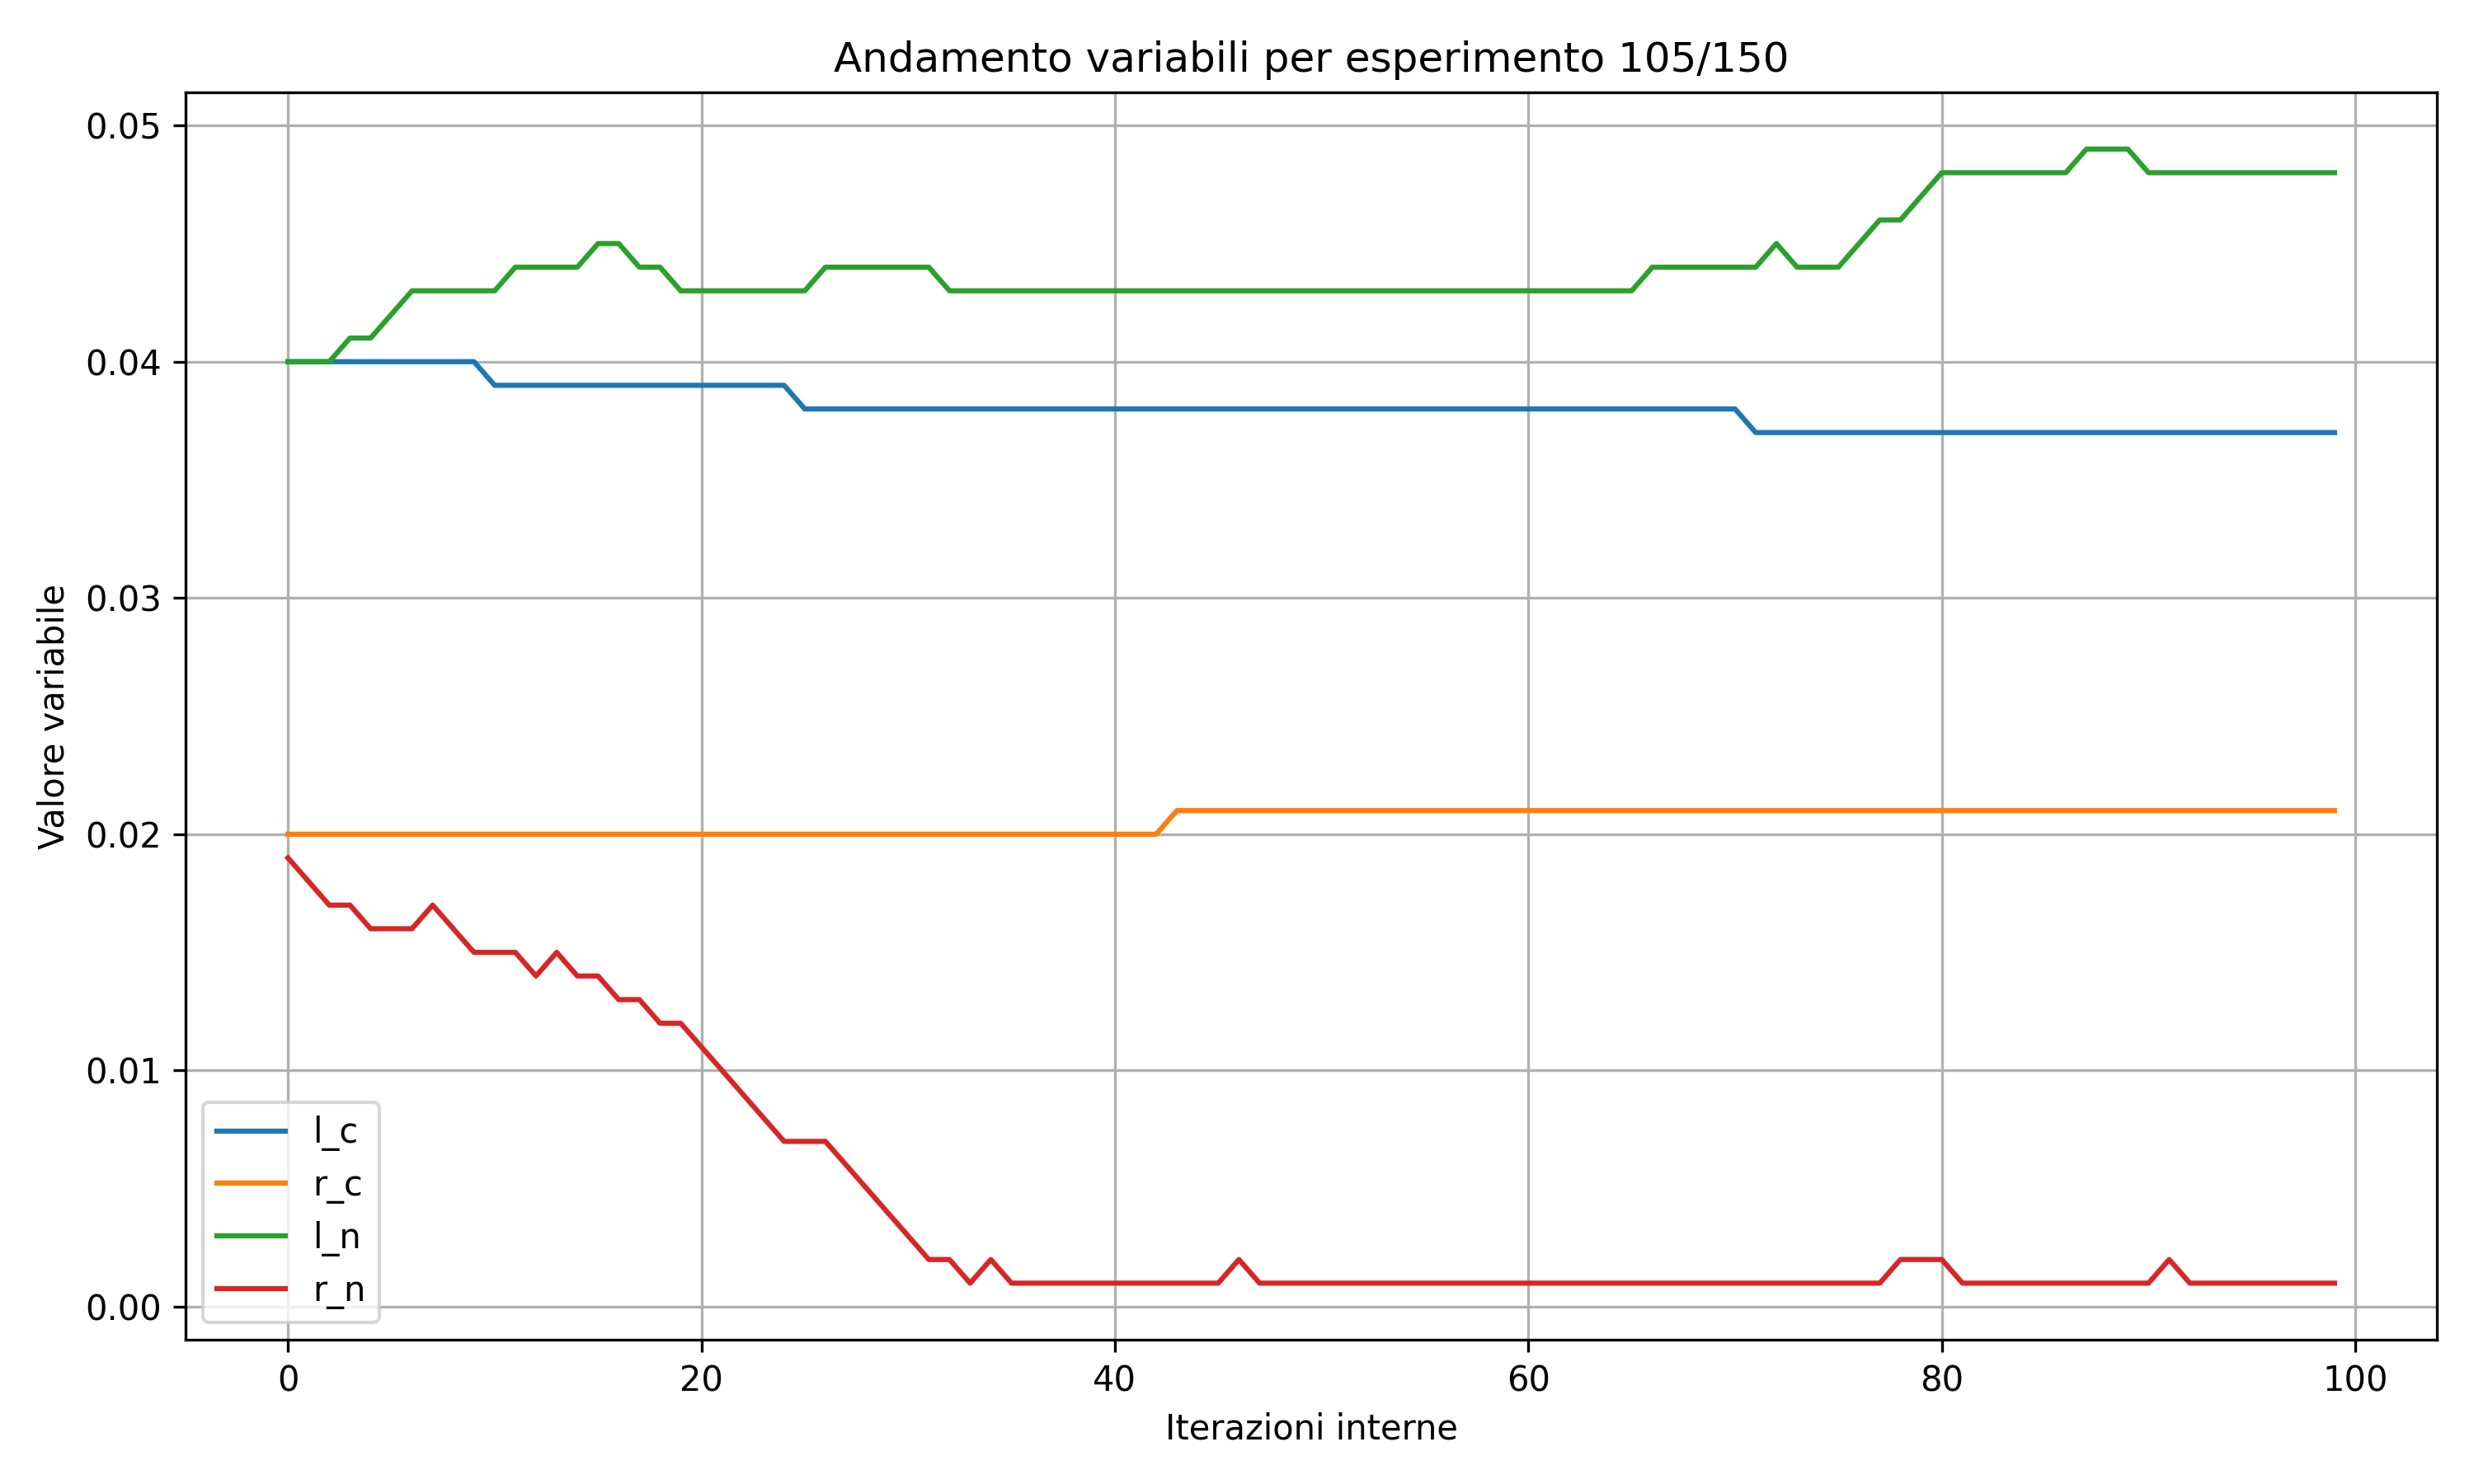 Andamento variabili per esperimento 105/150
Valore variabile
0.05
0.04
0.03
0.02
0.01
0.00
l_c
r_c
l_n
r_n
0 20 40 60 80 100
Iterazioni interne